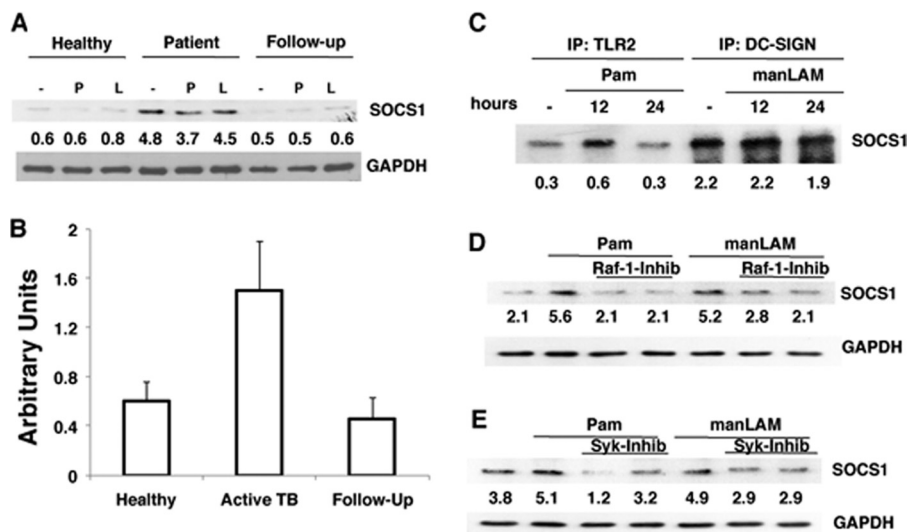 A
Healthy Patient Follow-up
- P L - P L - P L
SOCS1
0.6 0.6 0.8 4.8 3.7 4.5 0.5 0.5 0.6
GAPDH
B
Arbitrary Units
2
1.6
1.2
0.8
0.4
0
Healthy Active TB Follow-Up
C
IP: TLR2 IP: DC-SIGN
Pam manLAM
hours - 12 24 - 12 24
SOCS1
0.3 0.6 0.3 2.2 2.2 1.9
D
Pam manLAM
Raf-1-Inhib Raf-1-Inhib
SOCS1
2.1 5.6 2.1 2.1 5.2 2.8 2.1
GAPDH
E
Pam manLAM
Syk-Inhib Syk-Inhib
SOCS1
3.8 5.1 1.2 3.2 4.9 2.9 2.9
GAPDH